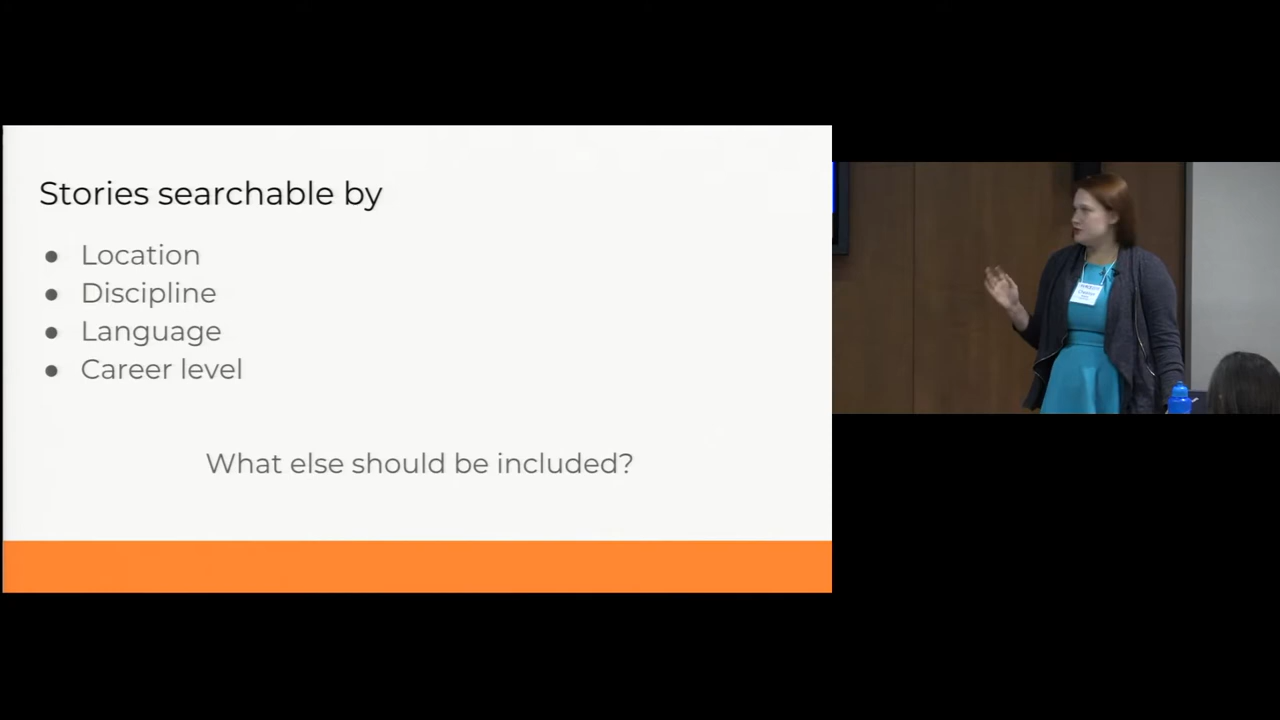 Stories searchable by
● Location
● Discipline
● Language
● Career level
What else should be included?